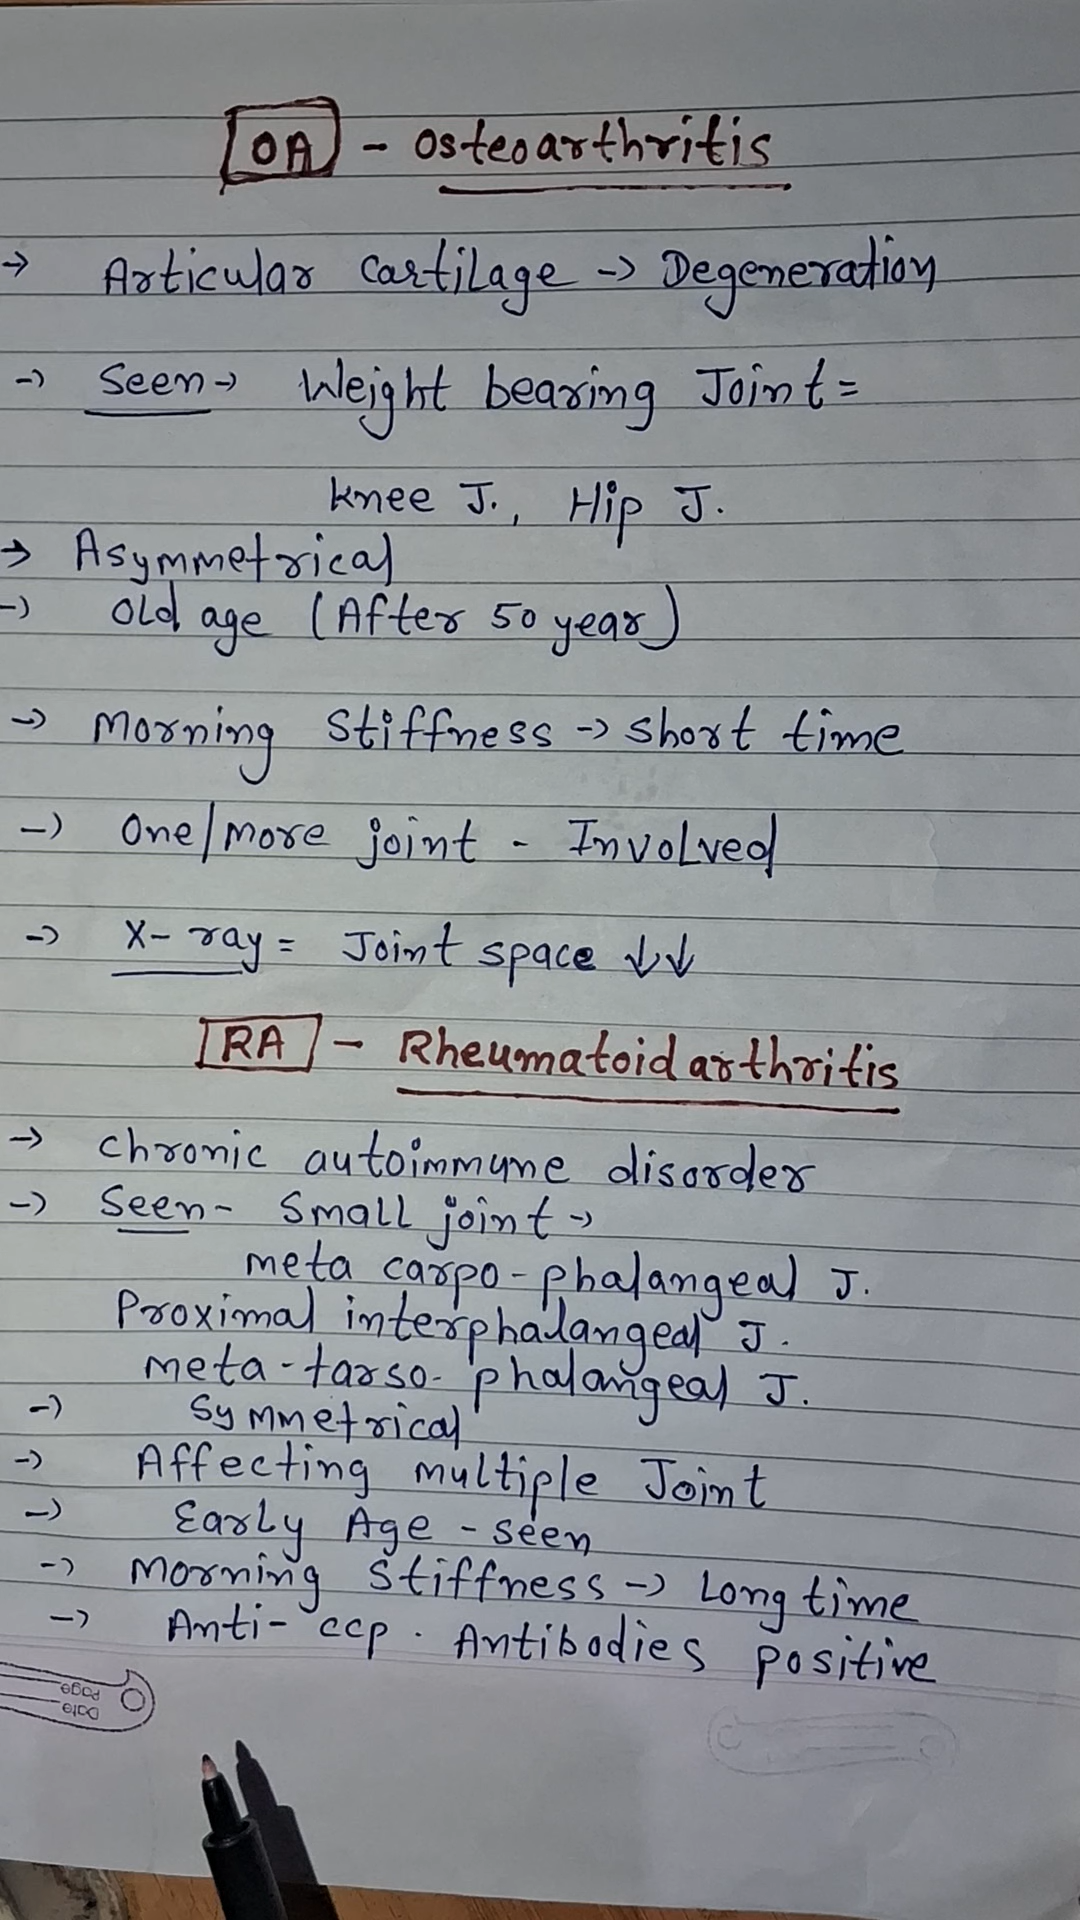 OA - Osteoarthritis
→ Articular Cartilage → Degeneration
→ Seen → Weight bearing Joint =
Knee J., Hip J.
→ Asymmetrical
→ Old age (After 50 year)
→ Morning Stiffness → Short time
→ One/more joint - Involved
→ X-ray = Joint space ↓↓
RA - Rheumatoid arthritis
→ Chronic autoimmune disorder
→ Seen - Small joint →
meta carpo-phalangeal J.
Proximal interphalangeal J.
meta-tarso-phalangeal J.
→ Symmetrical
→ Affecting multiple Joint
→ Early Age - seen
→ Morning Stiffness → Long time
→ Anti-ccp. Antibodies positive
Page
Date